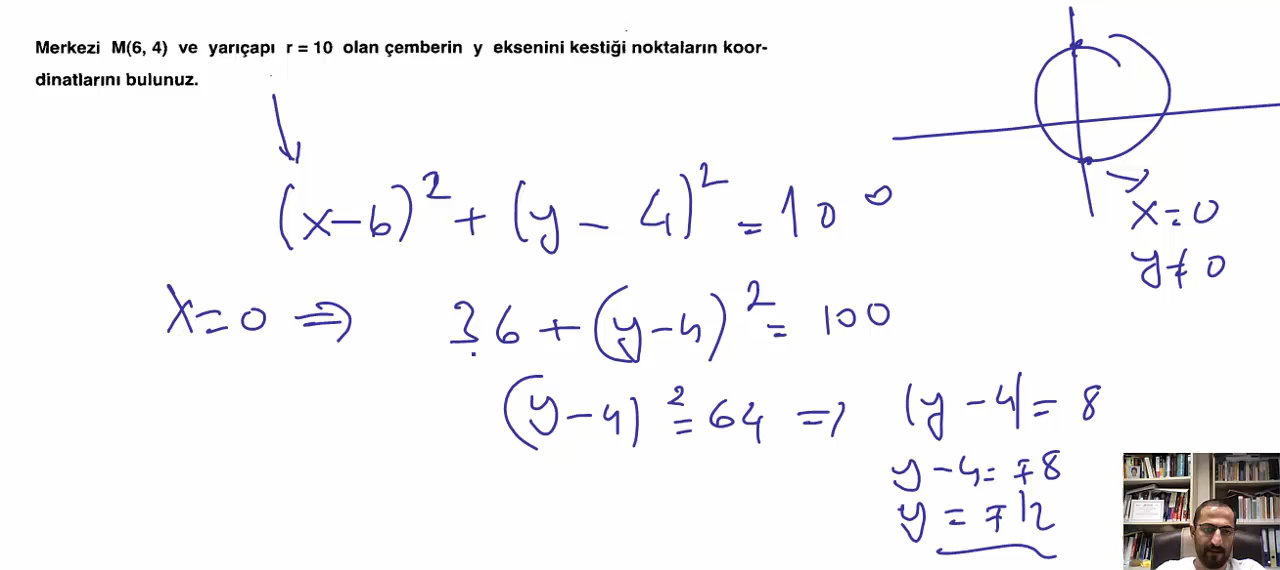 Merkezi M(6, 4) ve yarıçapı r = 10 olan çemberin y eksenini kestiği noktaların koor-
dinatlarını bulunuz.
(x-6)² + (y - 4)² = 100
x = 0
y ≠ 0
x = 0 ⇒ 36 + (y-4)² = 100
(y-4)² = 64 ⇒ |y - 4| = 8
y - 4 = ∓8
y = ∓12